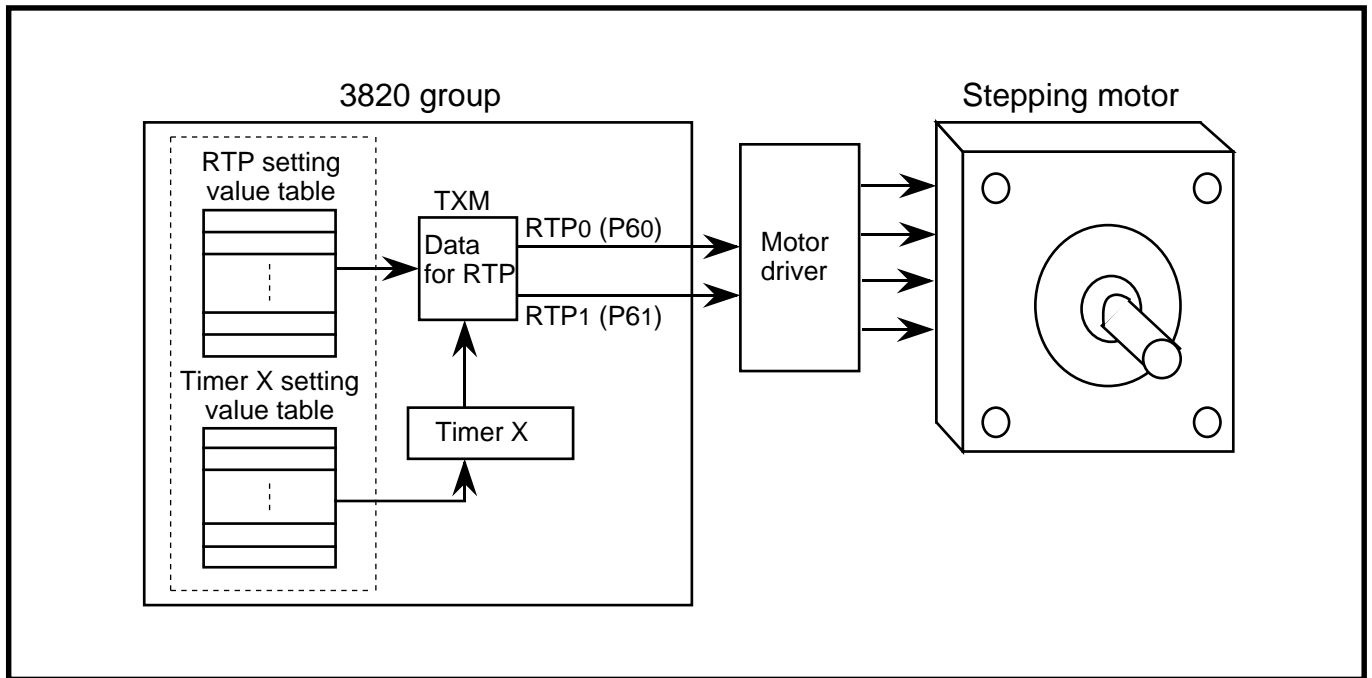 3820 group
Stepping motor
RTP setting
value table
TXM
Data
for RTP
RTP0 (P60)
RTP1 (P61)
Motor
driver
Timer X setting
value table
Timer X